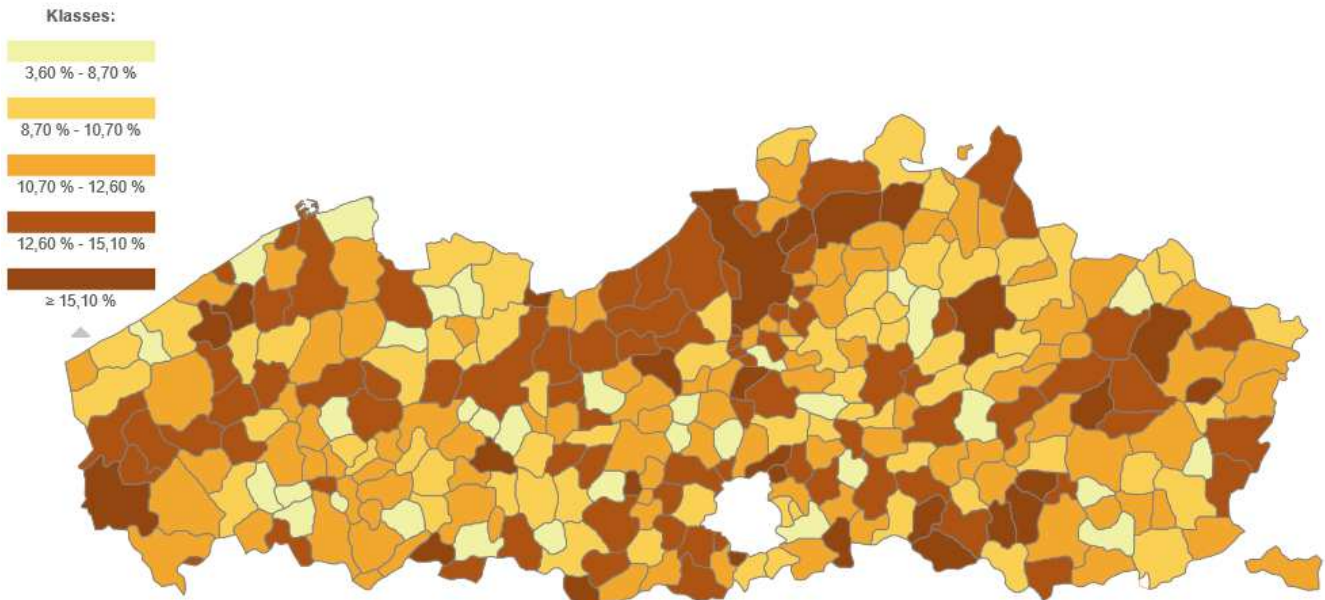 Klasses:
3,60 % - 8,70 %
8,70 % - 10,70 %
10,70 % - 12,60 %
12,60 % - 15,10 %
≥ 15,10 %